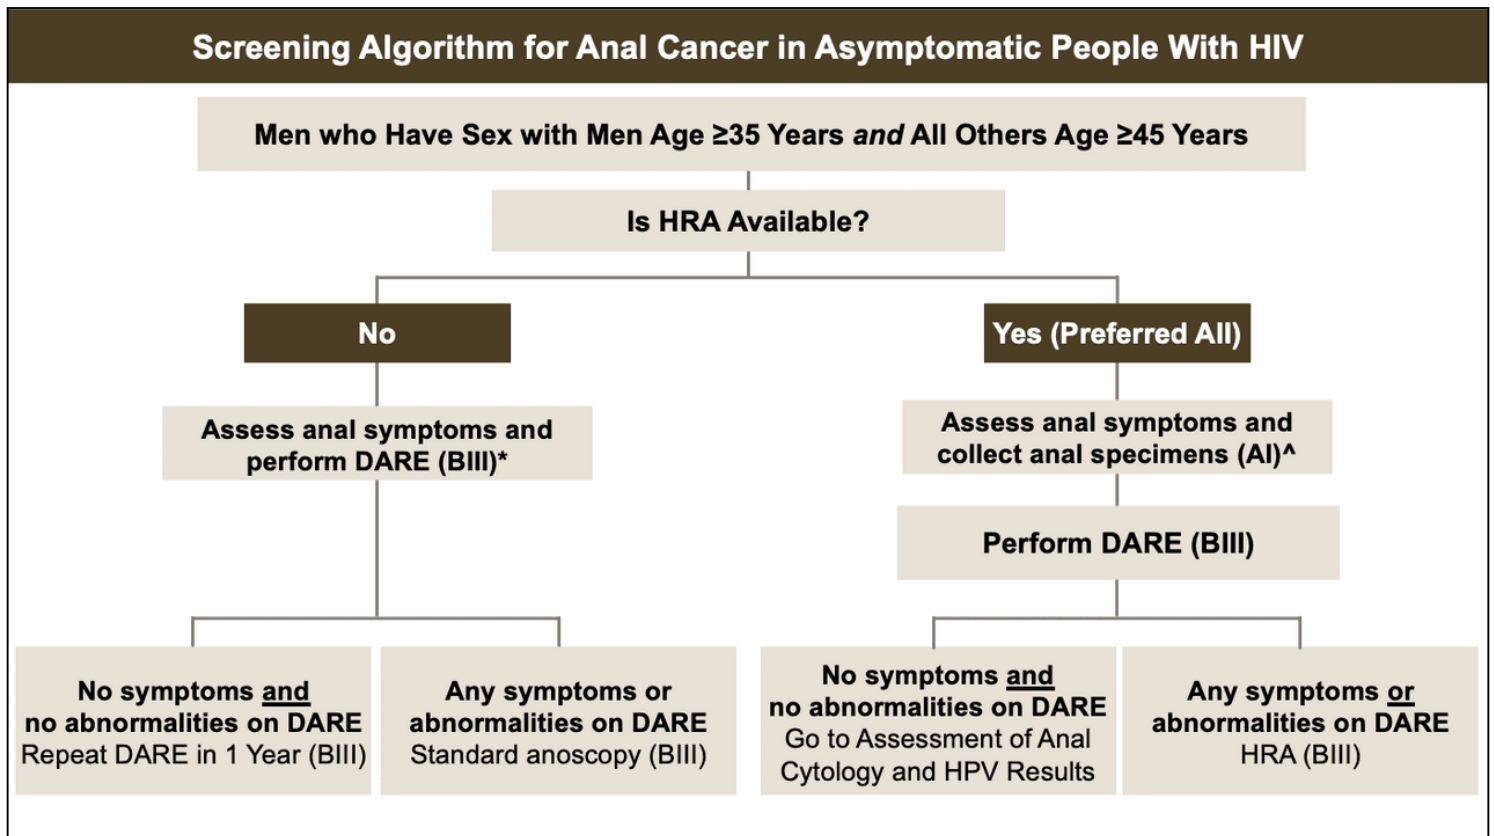 Screening Algorithm for Anal Cancer in Asymptomatic People With HIV
Men who Have Sex with Men Age ≥35 Years and All Others Age ≥45 Years
Is HRA Available?
No
Yes (Preferred AII)
Assess anal symptoms and
perform DARE (BIII)*
Assess anal symptoms and
collect anal specimens (AI)^
Perform DARE (BIII)
No symptoms and
no abnormalities on DARE
Repeat DARE in 1 Year (BIII)
Any symptoms or
abnormalities on DARE
Standard anoscopy (BIII)
No symptoms and
no abnormalities on DARE
Go to Assessment of Anal
Cytology and HPV Results
Any symptoms or
abnormalities on DARE
HRA (BIII)